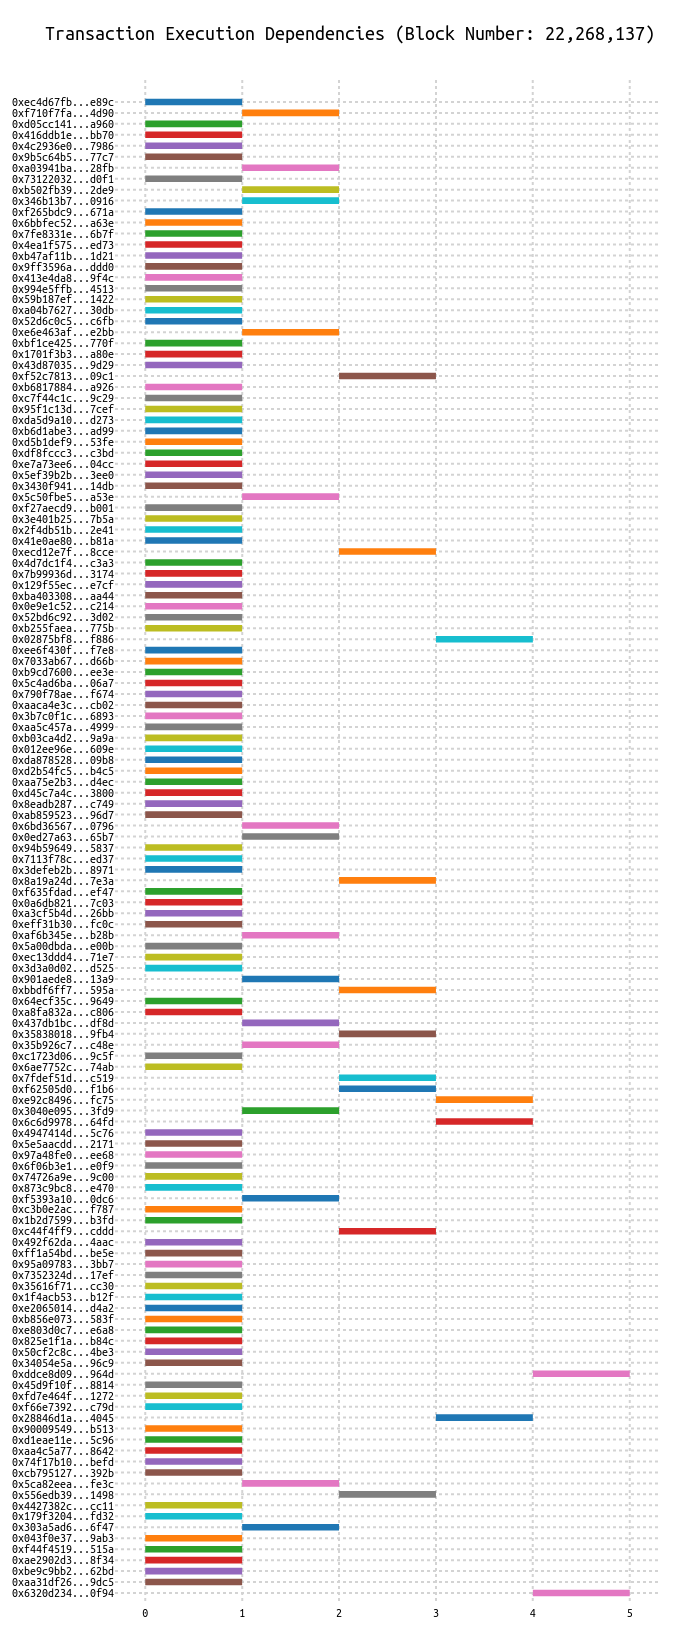 Transaction Execution Dependencies (Block Number: 22,268,137)
0xec4d67fb...e89c
0xf710f7fa...4d90
0xd05cc141...a960
0x416ddb1e...bb70
0x4c2936e0...7986
0x9b5c64b5...77c7
0xa03941ba...28fb
0x73122032...d0f1
0xb502fb39...2de9
0x346b13b7...0916
0xf265bdc9...671a
0x6bbfec52...a63e
0x7fe8331e...6b7f
0x4ea1f575...ed73
0xb47af11b...1d21
0x9ff3596a...ddd0
0x413e4da8...9f4c
0x994e5ffb...4513
0x59b187ef...1422
0xa04b7627...30db
0x52d6c0c5...c6fb
0xe6e463af...e2bb
0xbf1ce425...770f
0x1701f3b3...a80e
0x43d87035...9d29
0xf52c7813...09c1
0xb6817884...a926
0xc7f44c1c...9c29
0x95f1c13d...7cef
0xda5d9a10...d273
0xb6d1abe3...ad99
0xd5b1def9...53fe
0xdf8fccc3...c3bd
0xe7a73ee6...04cc
0x5ef39b2b...3ee0
0x3430f941...14db
0x5c50fbe5...a53e
0xf27aecd9...b001
0x3e401b25...7b5a
0x2f4db51b...2e41
0x41e0ae80...b81a
0xecd12e7f...8cce
0x4d7dc1f4...c3a3
0x7b99936d...3174
0x129f55ec...e7cf
0xba403308...aa44
0x0e9e1c52...c214
0x52bd6c92...3d02
0xb255faea...775b
0x02875bf8...f886
0xee6f430f...f7e8
0x7033ab67...d66b
0xb9cd7600...ee3e
0x5c4ad6ba...06a7
0x790f78ae...f674
0xaaca4e3c...cb02
0x3b7c0f1c...6893
0xaa5c457a...4999
0xb03ca4d2...9a9a
0x012ee96e...609e
0xda878528...09b8
0xd2b54fc5...b4c5
0xaa75e2b3...d4ec
0xd45c7a4c...3800
0x8eadb287...c749
0xab859523...96d7
0x6bd36567...0796
0x0ed27a63...65b7
0x94b59649...5837
0x7113f78c...ed37
0x3defeb2b...8971
0x8a19a24d...7e3a
0xf635fdad...ef47
0x0a6db821...7c03
0xa3cf5b4d...26bb
0xeff31b30...fc0c
0xaf6b345e...b28b
0x5a00dbda...e00b
0xec13ddd4...71e7
0x3d3a0d02...d525
0x901aede8...13a9
0xbbdf6ff7...595a
0x64ecf35c...9649
0xa8fa832a...c806
0x437db1bc...df8d
0x35838018...9fb4
0x35b926c7...c48e
0xc1723d06...9c5f
0x6ae7752c...74ab
0x7fdef51d...c519
0xf62505d0...f1b6
0xe92c8496...fc75
0x3040e095...3fd9
0x6c6d9978...64fd
0x4947414d...5c76
0x5e5aacdd...2171
0x97a48fe0...ee68
0x6f06b3e1...e0f9
0x74726a9e...9c00
0x873c9bc8...e470
0xf5393a10...0dc6
0xc3b0e2ac...f787
0x1b2d7599...b3fd
0xc44f4ff9...cddd
0x492f62da...4aac
0xff1a54bd...be5e
0x95a09783...3bb7
0x7352324d...17ef
0x35616f71...cc30
0x1f4acb53...b12f
0xe2065014...d4a2
0xb856e073...583f
0xe803d0c7...e6a8
0x825e1f1a...b84c
0x50cf2c8c...4be3
0x34054e5a...96c9
0xddce8d09...964d
0x45d9f10f...8814
0xfd7e464f...1272
0xf66e7392...c79d
0x28846d1a...4045
0x90009549...b513
0xd1eae11e...5c96
0xaa4c5a77...8642
0x74f17b10...befd
0xcb795127...392b
0x5ca82eea...fe3c
0x556edb39...1498
0x4427382c...cc11
0x179f3204...fd32
0x303a5ad6...6f47
0x043f0e37...9ab3
0xf44f4519...515a
0xae2902d3...8f34
0xbe9c9bb2...62bd
0xaa31df26...9dc5
0x6320d234...0f94
0 1 2 3 4 5